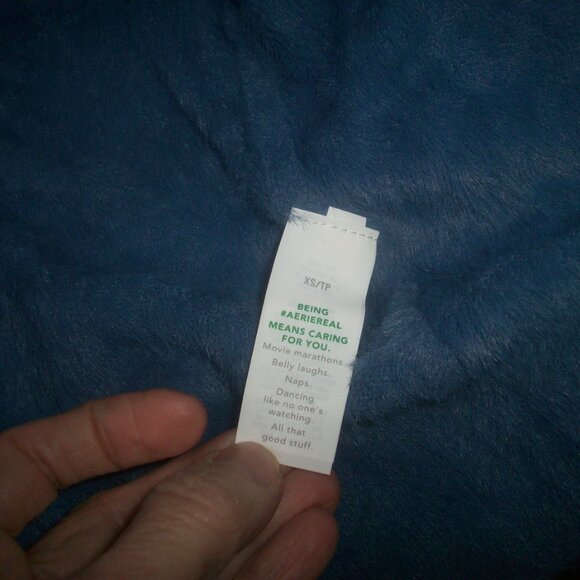 XS/TP
BEING
#AERIEREAL
MEANS CARING
FOR YOU.
Movie marathons.
Belly laughs.
Naps.
Dancing
like no one's
watching.
All that
good stuff.